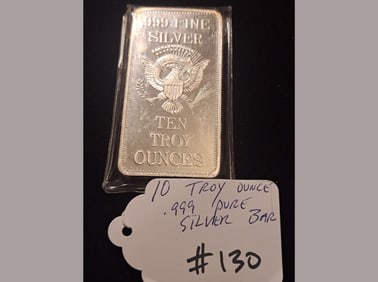 .999 FINE
SILVER
TEN
TROY
OUNCES
10 TROY OUNCE
.999 PURE
SILVER BAR
#130